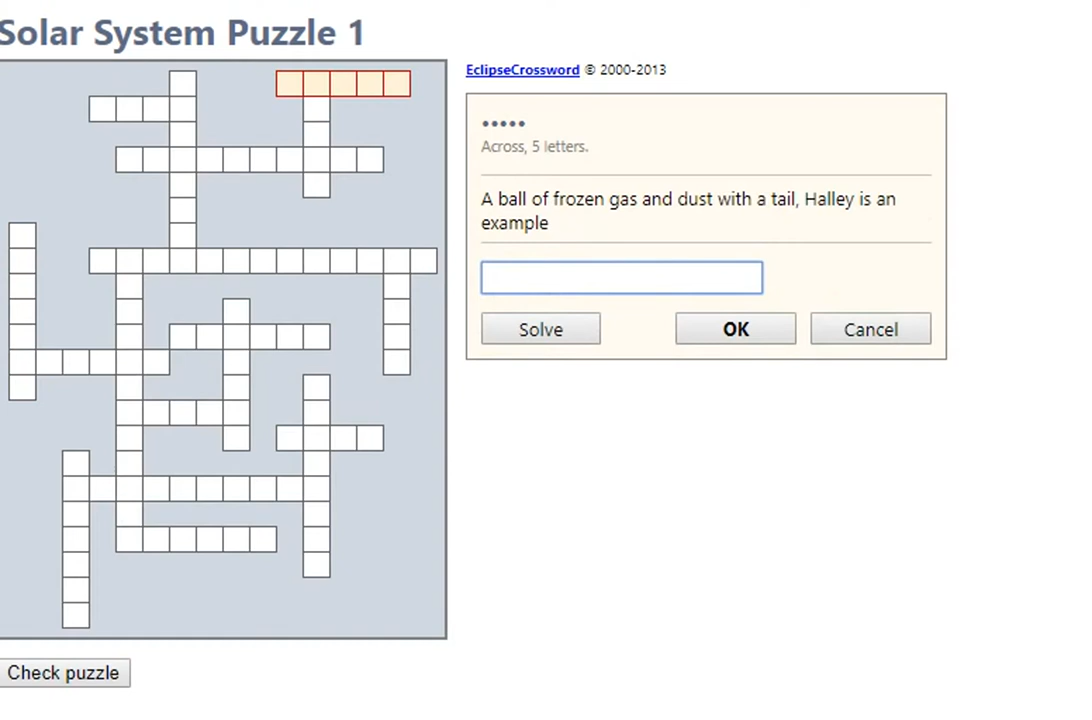 Solar System Puzzle 1
EclipseCrossword © 2000-2013
•••••
Across, 5 letters.
A ball of frozen gas and dust with a tail, Halley is an
example
Solve
OK
Cancel
Check puzzle